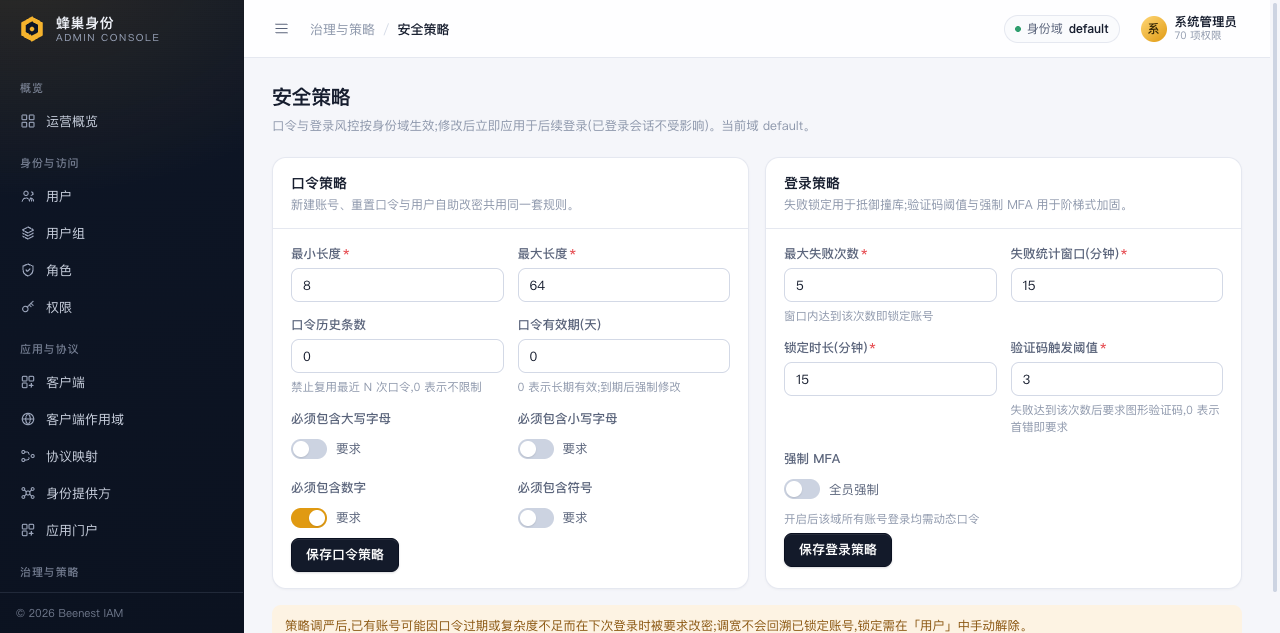 蜂巢身份
ADMIN CONSOLE
概览
运营概览
身份与访问
用户
用户组
角色
权限
应用与协议
客户端
客户端作用域
协议映射
身份提供方
应用门户
治理与策略
© 2026 Beenest IAM
治理与策略 / 安全策略
身份域 default
系
系统管理员
70 项权限
安全策略
口令与登录风控按身份域生效;修改后立即应用于后续登录(已登录会话不受影响)。当前域 default。
口令策略
新建账号、重置口令与用户自助改密共用同一套规则。
最小长度*
最大长度*
8
64
口令历史条数
口令有效期(天)
0
0
禁止复用最近 N 次口令,0 表示不限制
0 表示长期有效;到期后强制修改
必须包含大写字母
必须包含小写字母
要求
要求
必须包含数字
必须包含符号
要求
要求
保存口令策略
登录策略
失败锁定用于抵御撞库;验证码阈值与强制 MFA 用于阶梯式加固。
最大失败次数*
失败统计窗口(分钟)*
5
15
窗口内达到该次数即锁定账号
锁定时长(分钟)*
验证码触发阈值*
15
3
失败达到该次数后要求图形验证码,0 表示
首错即要求
强制 MFA
全员强制
开启后该域所有账号登录均需动态口令
保存登录策略
策略调严后,已有账号可能因口令过期或复杂度不足而在下次登录时被要求改密;调宽不会回溯已锁定账号,锁定需在「用户」中手动解除。